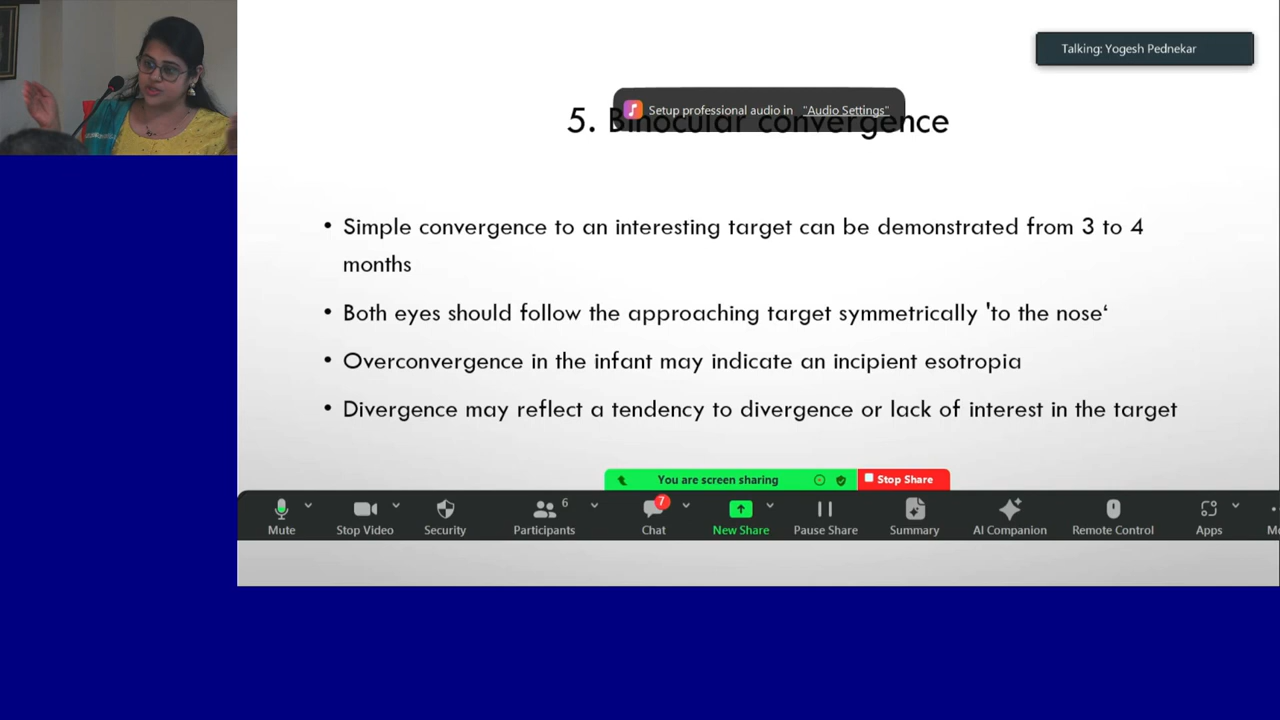 Talking: Yogesh Pednekar
Setup professional audio in "Audio Settings"
5. Binocular convergence
• Simple convergence to an interesting target can be demonstrated from 3 to 4
months
• Both eyes should follow the approaching target symmetrically 'to the nose‘
• Overconvergence in the infant may indicate an incipient esotropia
• Divergence may reflect a tendency to divergence or lack of interest in the target
You are screen sharing Stop Share
Mute Stop Video Security Participants 6 Chat 7 New Share Pause Share Summary AI Companion Remote Control Apps